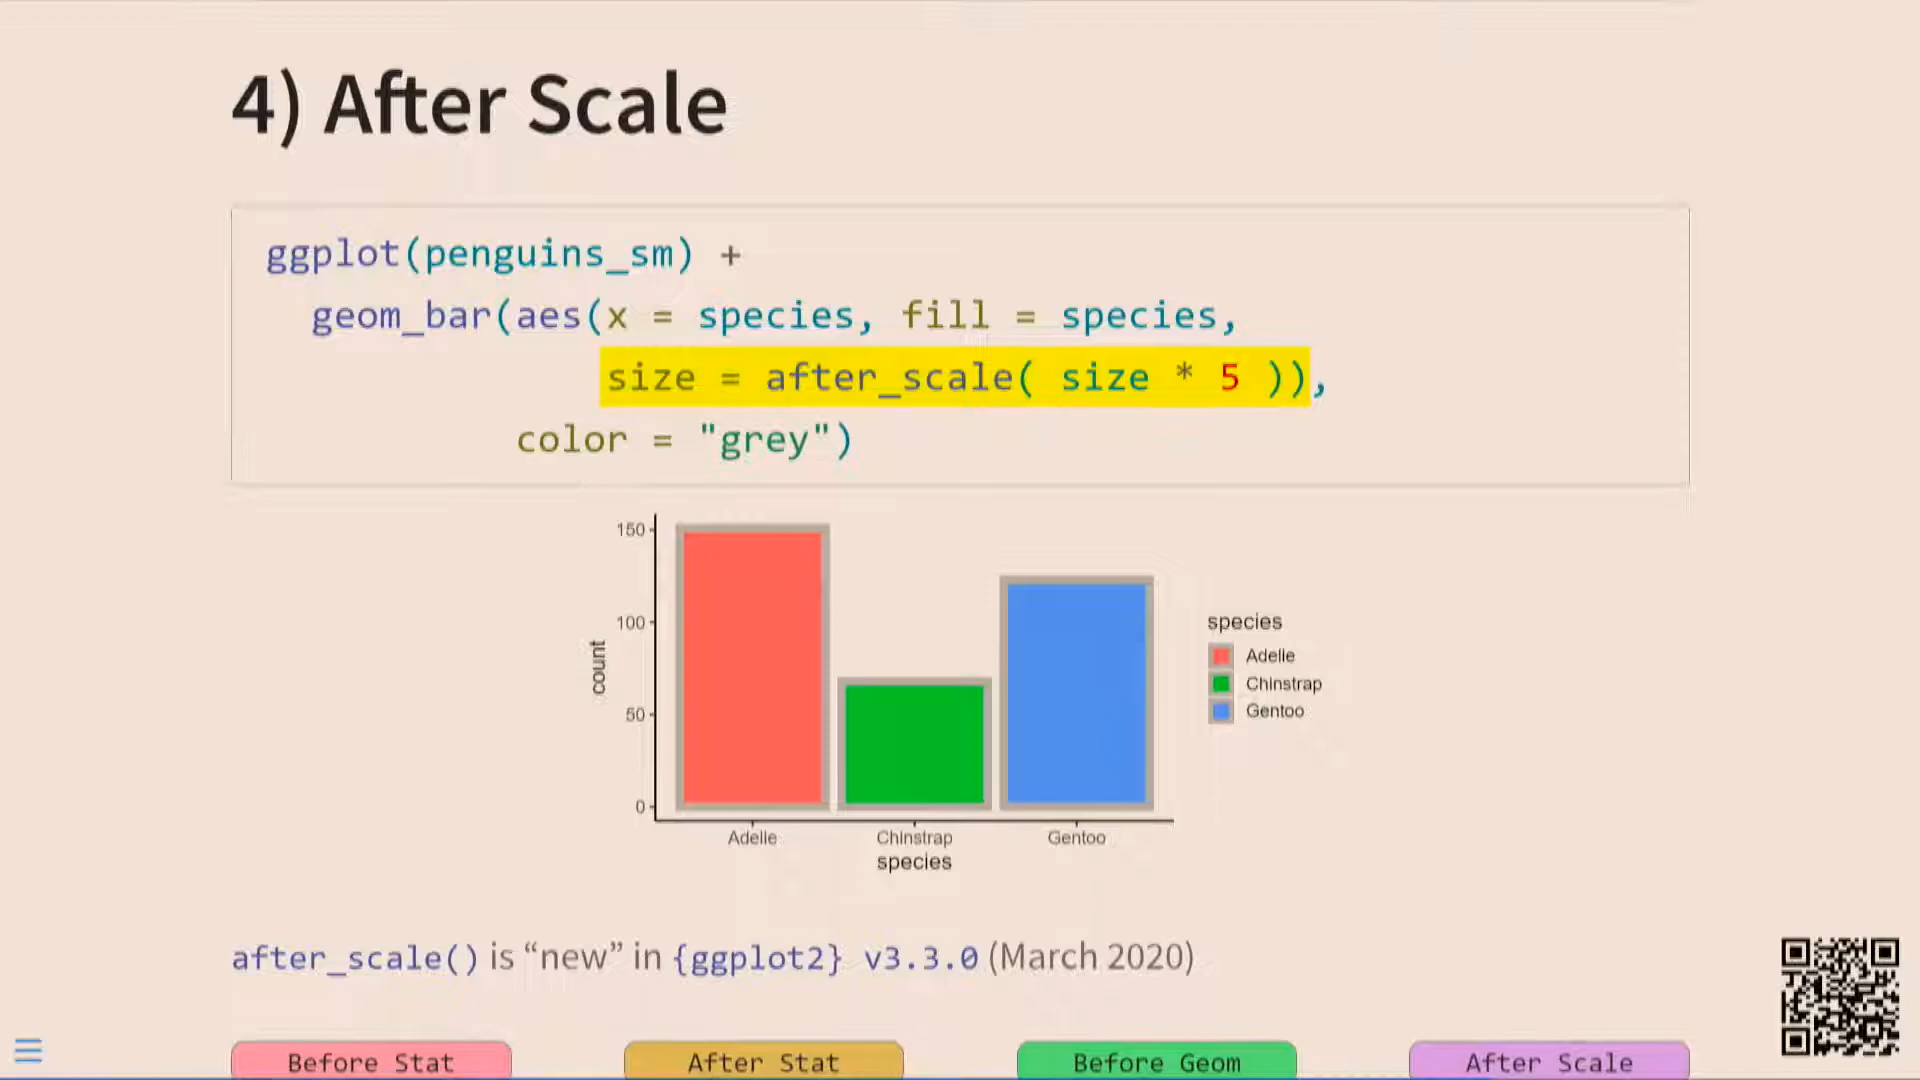 4) After Scale
ggplot(penguins_sm) +
geom_bar(aes(x = species, fill = species,
size = after_scale( size * 5 )),
color = "grey")
150
100
50
0
count
Adelie
Chinstrap
Gentoo
species
species
Adelie
Chinstrap
Gentoo
after_scale() is “new” in {ggplot2} v3.3.0 (March 2020)
Before Stat
After Stat
Before Geom
After Scale